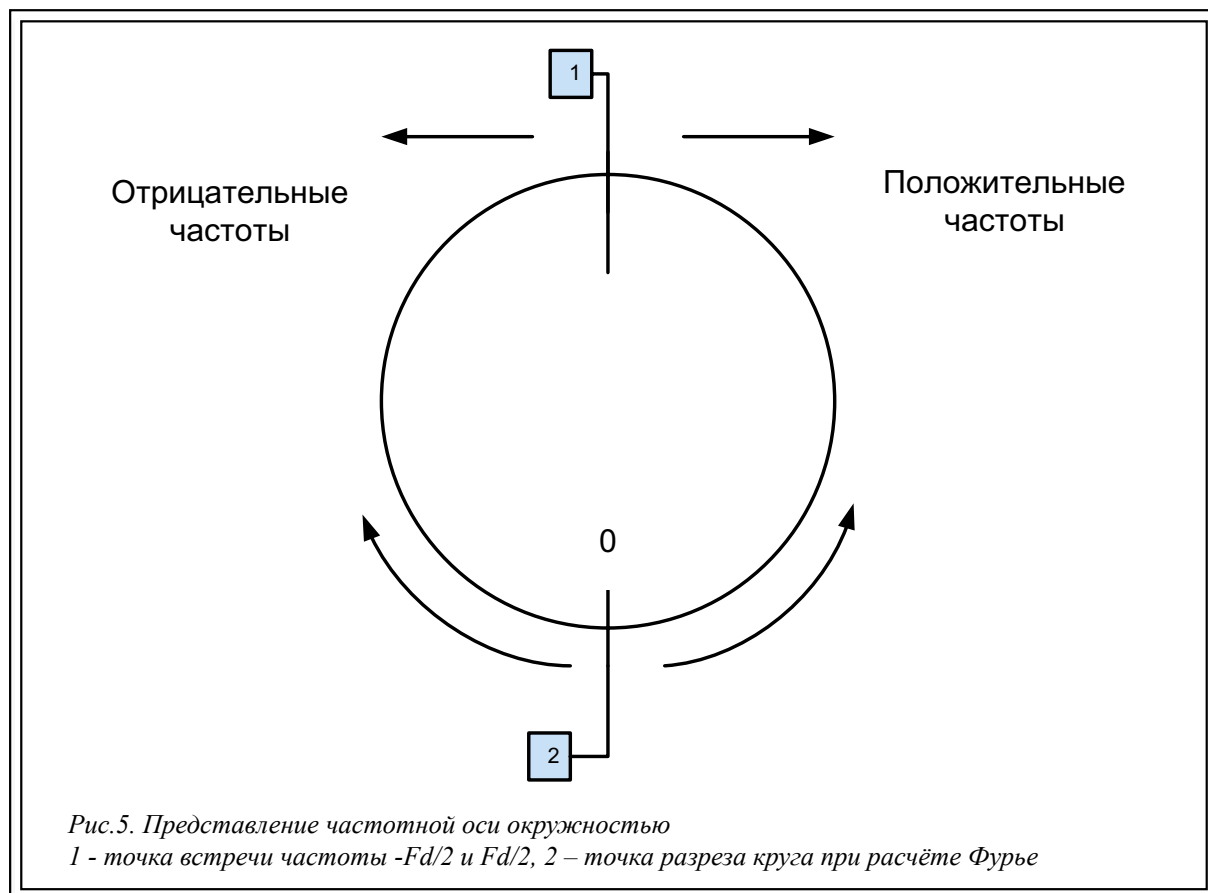 1
Отрицательные
частоты
Положительные
частоты
0
2
Рис.5. Представление частотной оси окружностью
1 - точка встречи частоты -Fd/2 и Fd/2, 2 – точка разреза круга при расчёте Фурье